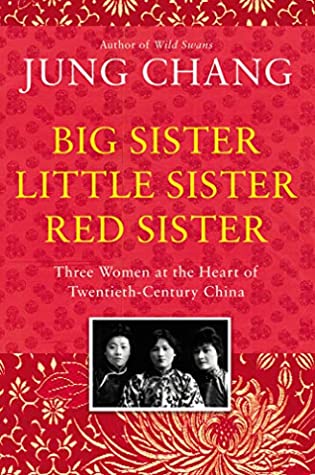 Author of Wild Swans
JUNG CHANG
BIG SISTER
LITTLE SISTER
RED SISTER
Three Women at the Heart of
Twentieth-Century China